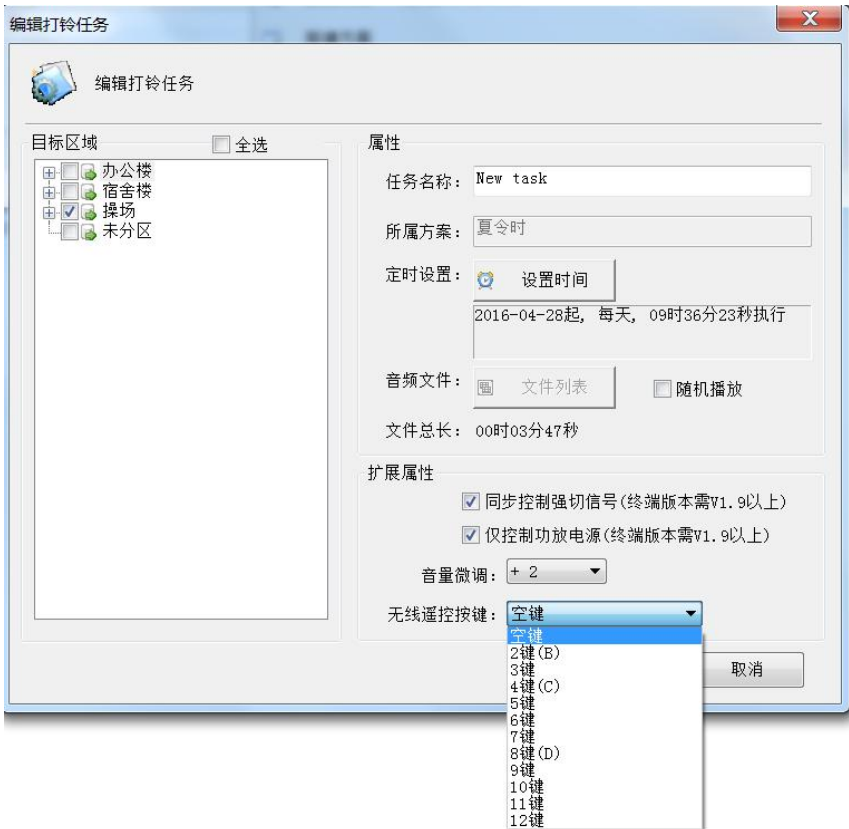 编辑打铃任务
编辑打铃任务
目标区域
全选
办公楼
宿舍楼
操场
未分区
属性
任务名称: New task
所属方案: 夏令时
定时设置: 设置时间
2016-04-28起, 每天, 09时36分23秒执行
音频文件: 文件列表 随机播放
文件总长: 00时03分47秒
扩展属性
同步控制强切信号(终端版本需V1.9以上)
仅控制功放电源(终端版本需V1.9以上)
音量微调: + 2
无线遥控按键: 空键
空键
2键(B)
3键
4键(C)
5键
6键
7键
8键(D)
9键
10键
11键
12键
取消